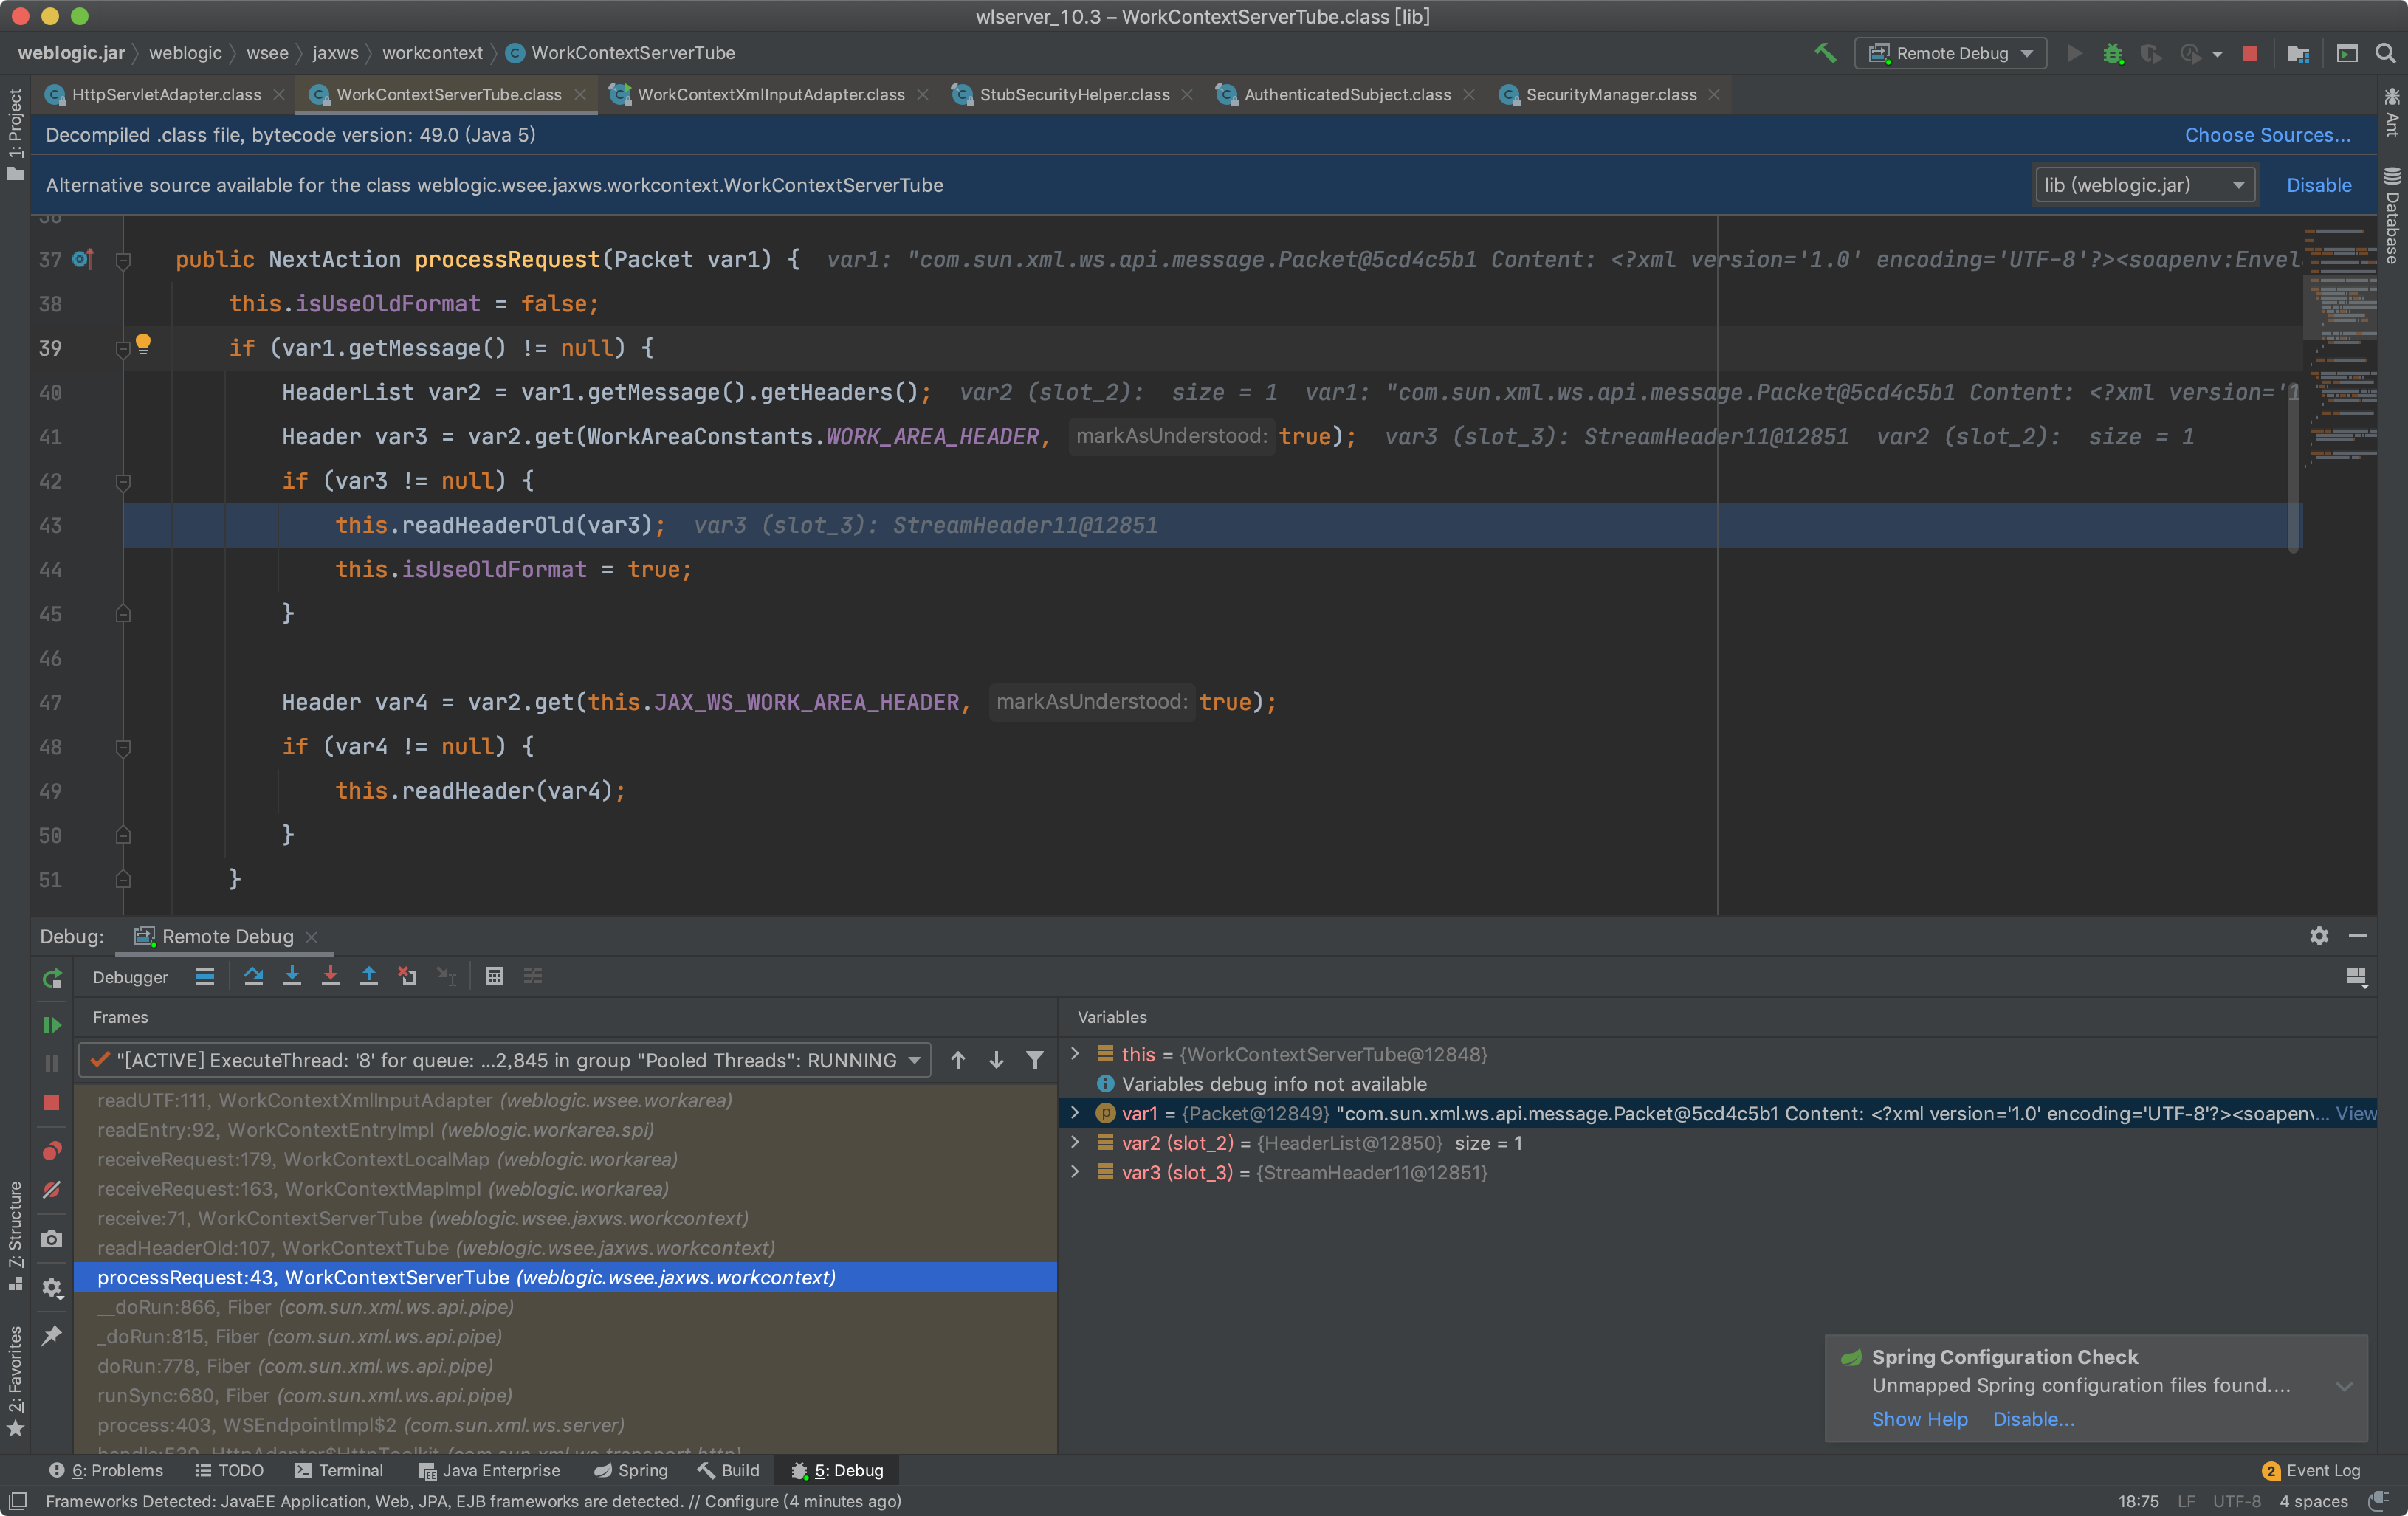 wlserver_10.3 – WorkContextServerTube.class [lib]
weblogic.jar weblogic wsee jaxws workcontext WorkContextServerTube
Remote Debug
HttpServletAdapter.class WorkContextServerTube.class WorkContextXmlInputAdapter.class StubSecurityHelper.class AuthenticatedSubject.class SecurityManager.class
1: Project
Ant
Database
Decompiled .class file, bytecode version: 49.0 (Java 5) Choose Sources...
Alternative source available for the class weblogic.wsee.jaxws.workcontext.WorkContextServerTube lib (weblogic.jar) Disable
37 public NextAction processRequest(Packet var1) { var1: "com.sun.xml.ws.api.message.Packet@5cd4c5b1 Content: <?xml version='1.0' encoding='UTF-8'?><soapenv:Envel
38 this.isUseOldFormat = false;
39 if (var1.getMessage() != null) {
40 HeaderList var2 = var1.getMessage().getHeaders(); var2 (slot_2): size = 1 var1: "com.sun.xml.ws.api.message.Packet@5cd4c5b1 Content: <?xml version='1
41 Header var3 = var2.get(WorkAreaConstants.WORK_AREA_HEADER, markAsUnderstood: true); var3 (slot_3): StreamHeader11@12851 var2 (slot_2): size = 1
42 if (var3 != null) {
43 this.readHeaderOld(var3); var3 (slot_3): StreamHeader11@12851
44 this.isUseOldFormat = true;
45 }
46
47 Header var4 = var2.get(this.JAX_WS_WORK_AREA_HEADER, markAsUnderstood: true);
48 if (var4 != null) {
49 this.readHeader(var4);
50 }
51 }
Debug: Remote Debug
Debugger
Frames
Variables
"[ACTIVE] ExecuteThread: '8' for queue: ...2,845 in group "Pooled Threads": RUNNING
readUTF:111, WorkContextXmlInputAdapter (weblogic.wsee.workarea)
readEntry:92, WorkContextEntryImpl (weblogic.workarea.spi)
receiveRequest:179, WorkContextLocalMap (weblogic.workarea)
receiveRequest:163, WorkContextMapImpl (weblogic.workarea)
receive:71, WorkContextServerTube (weblogic.wsee.jaxws.workcontext)
readHeaderOld:107, WorkContextTube (weblogic.wsee.jaxws.workcontext)
processRequest:43, WorkContextServerTube (weblogic.wsee.jaxws.workcontext)
__doRun:866, Fiber (com.sun.xml.ws.api.pipe)
_doRun:815, Fiber (com.sun.xml.ws.api.pipe)
doRun:778, Fiber (com.sun.xml.ws.api.pipe)
runSync:680, Fiber (com.sun.xml.ws.api.pipe)
process:403, WSEndpointImpl$2 (com.sun.xml.ws.server)
handle:539, HttpAdapter$HttpToolkit (com.sun.xml.ws.transport.http)
this = {WorkContextServerTube@12848}
Variables debug info not available
var1 = {Packet@12849} "com.sun.xml.ws.api.message.Packet@5cd4c5b1 Content: <?xml version='1.0' encoding='UTF-8'?><soapenv... View
var2 (slot_2) = {HeaderList@12850} size = 1
var3 (slot_3) = {StreamHeader11@12851}
7: Structure
2: Favorites
Spring Configuration Check
Unmapped Spring configuration files found....
Show Help Disable...
6: Problems TODO Terminal Java Enterprise Spring Build 5: Debug 2 Event Log
Frameworks Detected: JavaEE Application, Web, JPA, EJB frameworks are detected. // Configure (4 minutes ago) 18:75 LF UTF-8 4 spaces